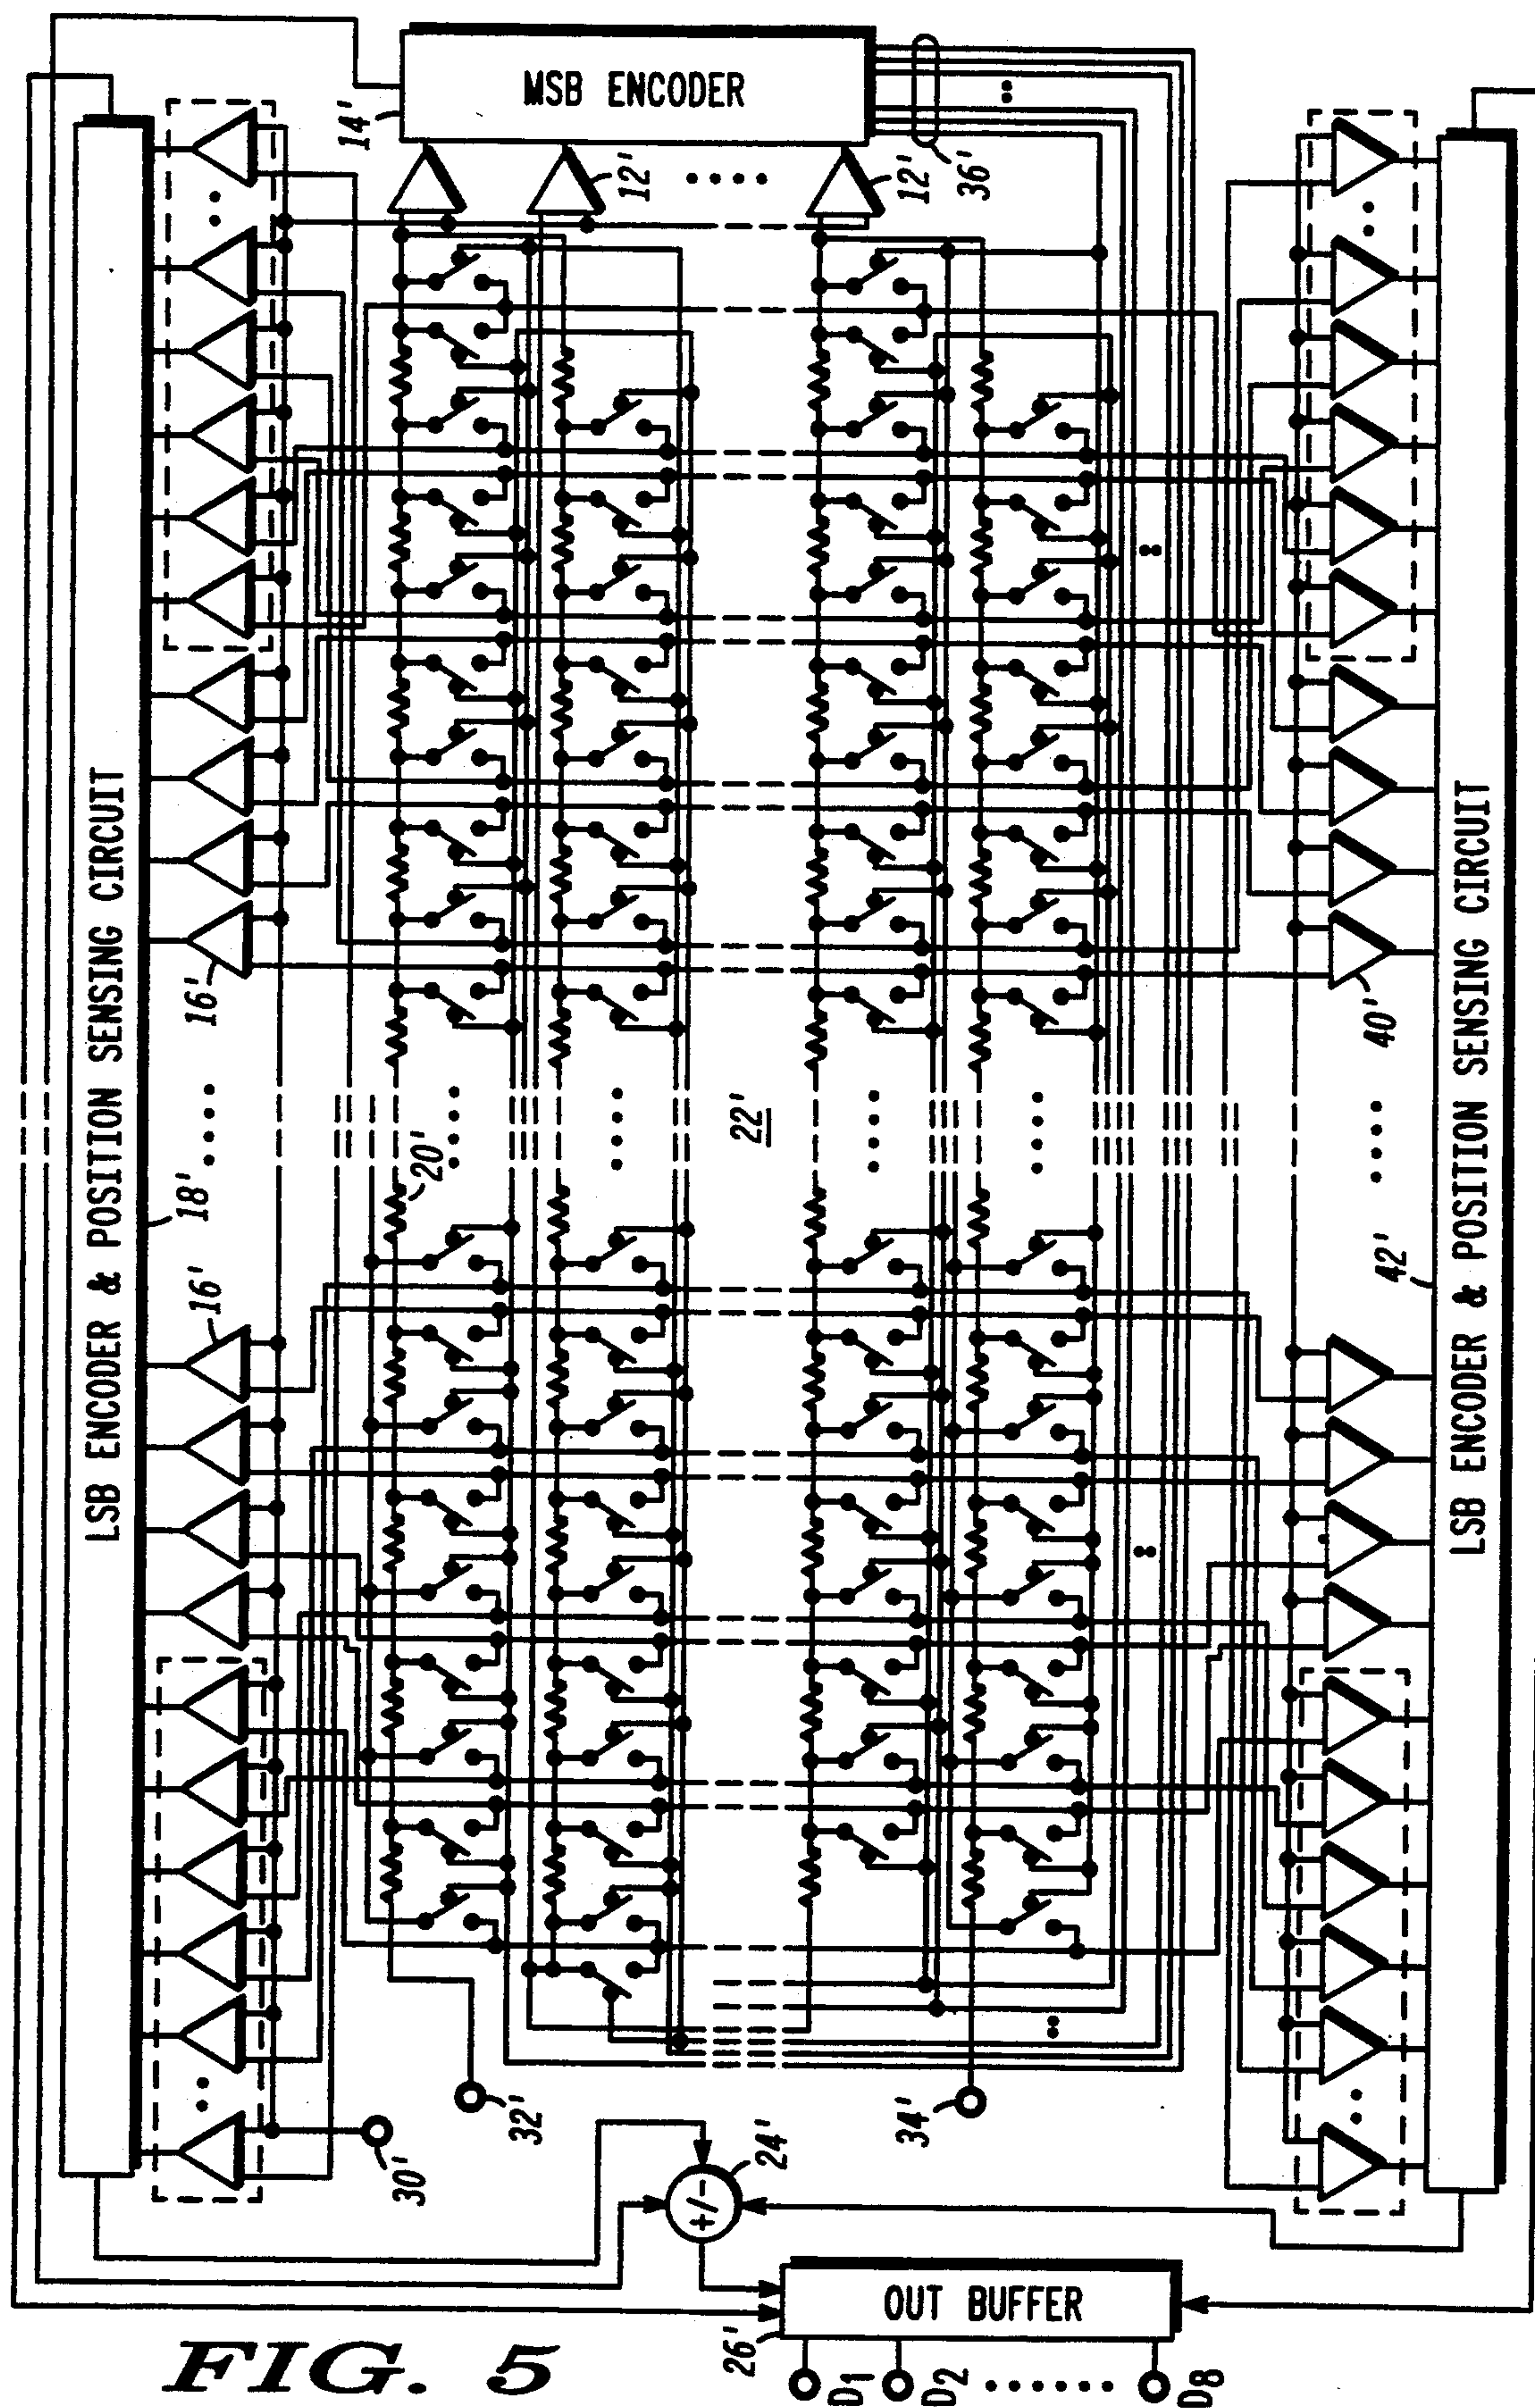 MSB ENCODER
14'
12'
12'
36'
LSB ENCODER & POSITION SENSING CIRCUIT
18'
16'
16'
20'
22'
40'
42'
LSB ENCODER & POSITION SENSING CIRCUIT
30'
32'
34'
+/-
24'
OUT BUFFER
26'
D1
D2
D8
FIG. 5